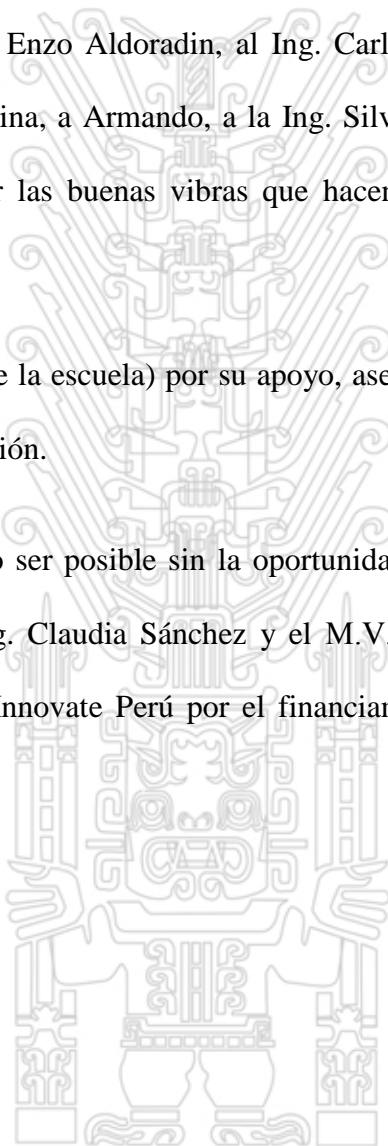 Enzo Aldoradin, al Ing. Carl
ina, a Armando, a la Ing. Silv
r las buenas vibras que hacen
e la escuela) por su apoyo, ase
ión.
o ser posible sin la oportunida
g. Claudia Sánchez y el M.V.
Innovate Perú por el financian